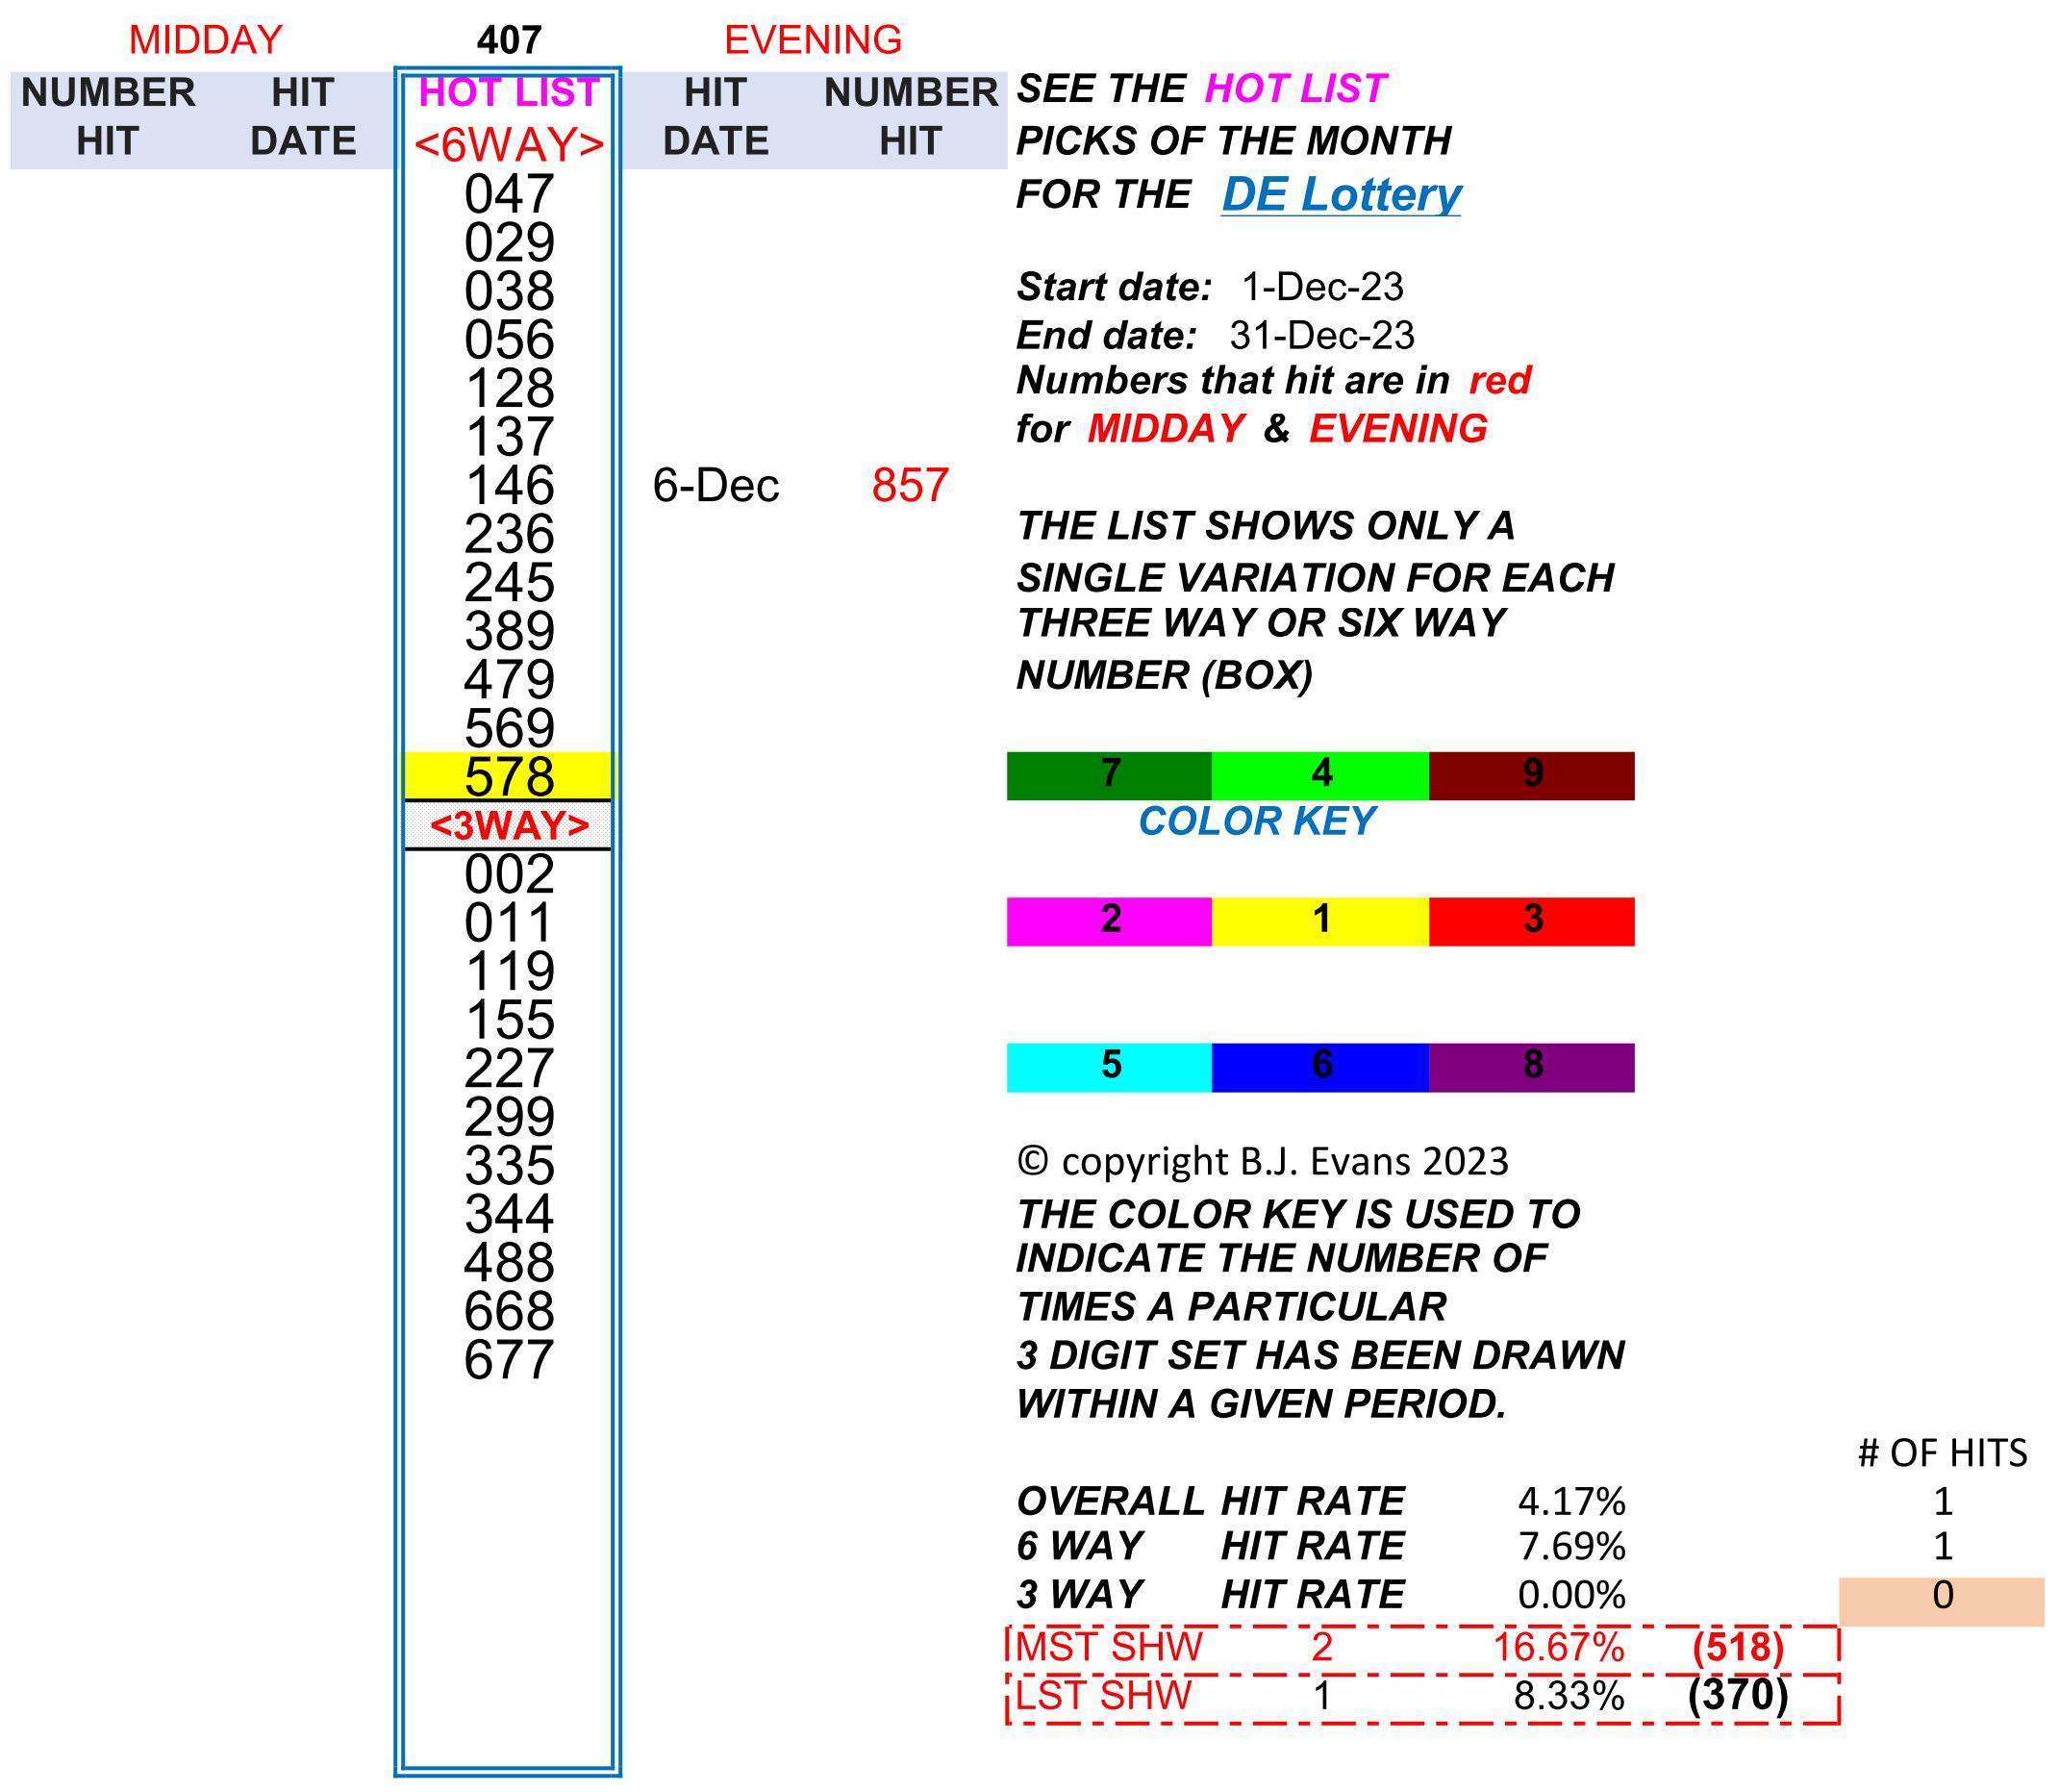 MIDDAY 407 EVENING
NUMBER HIT HOT LIST HIT NUMBER
HIT DATE <6WAY> DATE HIT
047
029
038
056
128
137
146 6-Dec 857
236
245
389
479
569
578
<3WAY>
002
011
119
155
227
299
335
344
488
668
677
SEE THE HOT LIST
PICKS OF THE MONTH
FOR THE DE Lottery
Start date: 1-Dec-23
End date: 31-Dec-23
Numbers that hit are in red
for MIDDAY & EVENING
THE LIST SHOWS ONLY A
SINGLE VARIATION FOR EACH
THREE WAY OR SIX WAY
NUMBER (BOX)
7 4 9
COLOR KEY
2 1 3
5 6 8
© copyright B.J. Evans 2023
THE COLOR KEY IS USED TO
INDICATE THE NUMBER OF
TIMES A PARTICULAR
3 DIGIT SET HAS BEEN DRAWN
WITHIN A GIVEN PERIOD.
# OF HITS
OVERALL HIT RATE 4.17% 1
6 WAY HIT RATE 7.69% 1
3 WAY HIT RATE 0.00% 0
MST SHW 2 16.67% (518)
LST SHW 1 8.33% (370)